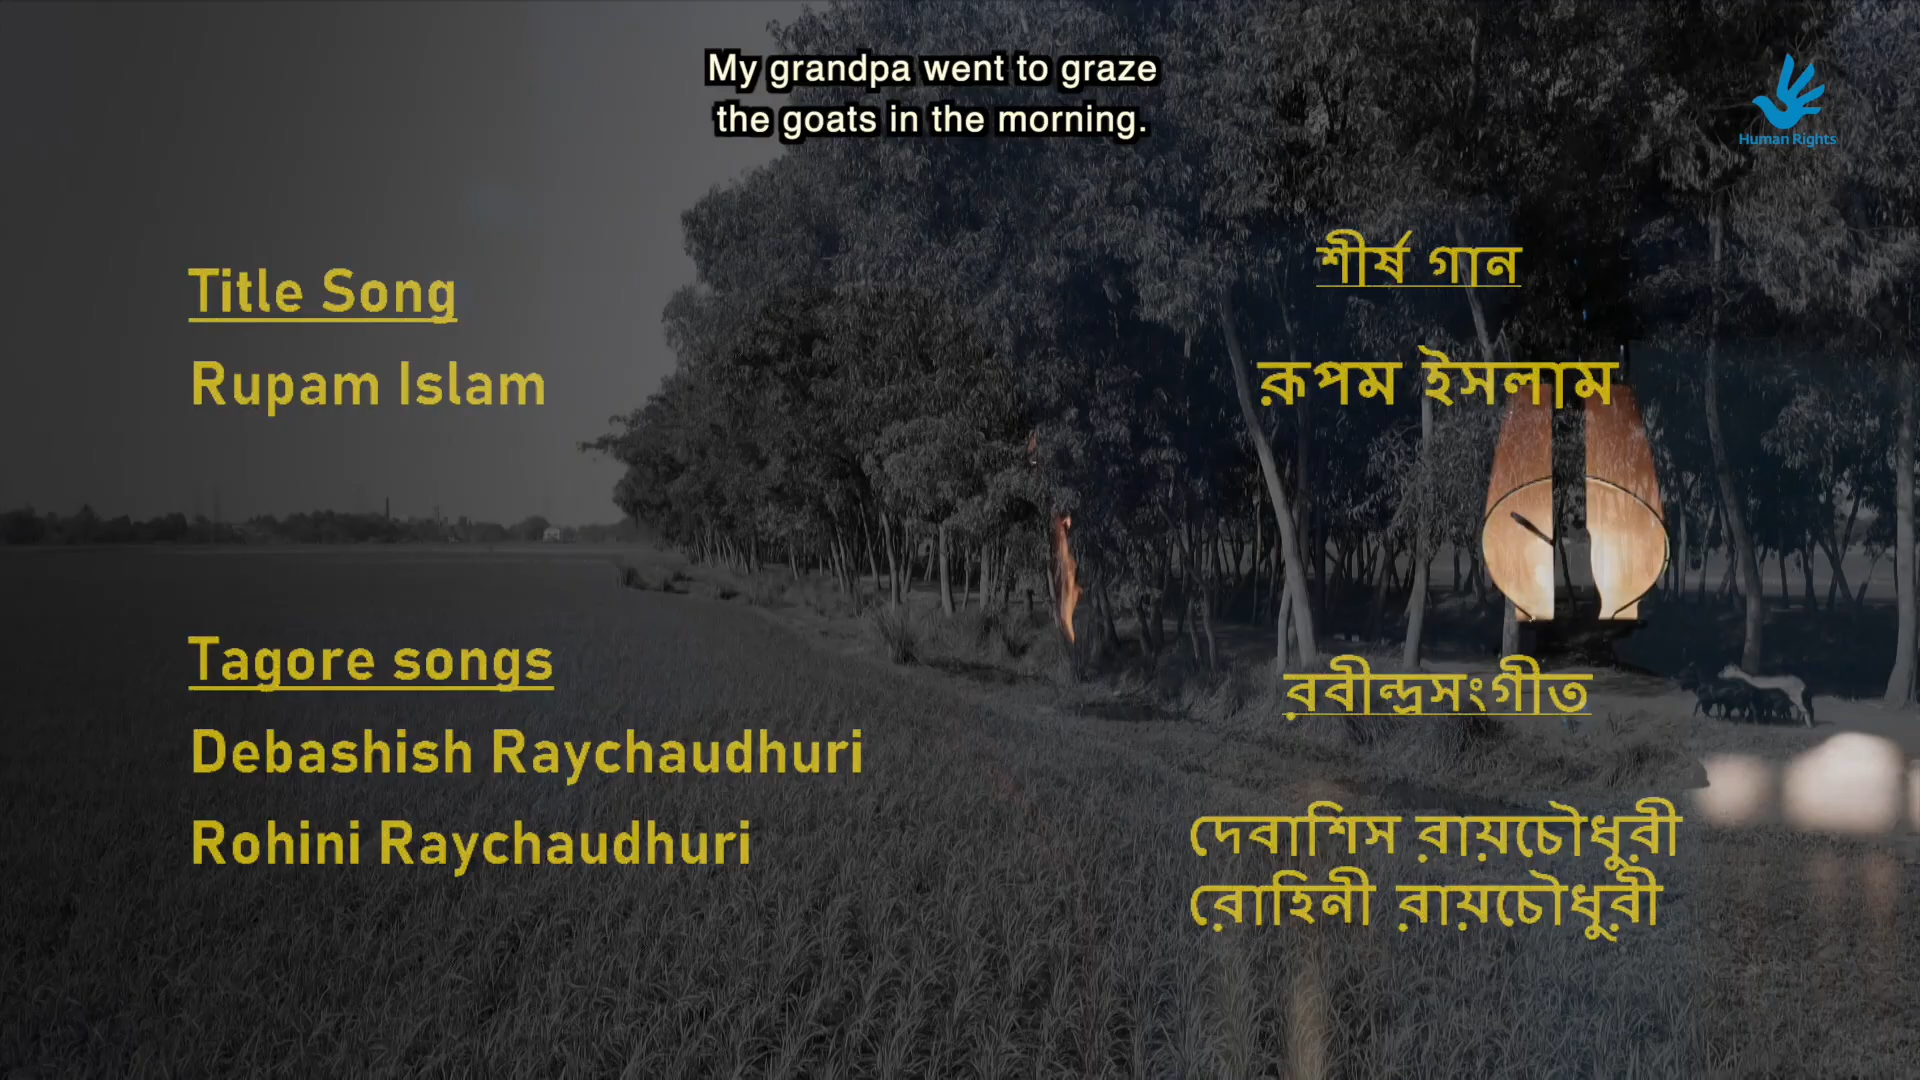 My grandpa went to graze
the goats in the morning.
Human Rights
Title Song
Rupam Islam
Tagore songs
Debashish Raychaudhuri
Rohini Raychaudhuri
শীর্ষ গান
রূপম ইসলাম
রবীন্দ্রসংগীত
দেবাশিস রায়চৌধুরী
রোহিনী রায়চৌধুরী